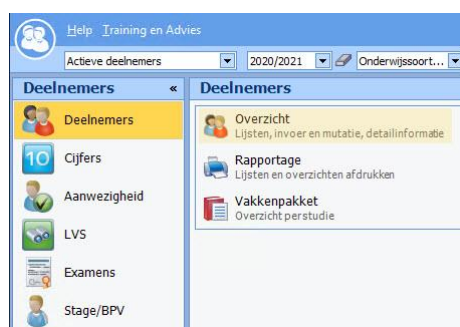 Help Training en Advies
Actieve deelnemers 2020/2021 Onderwijssoort...
Deelnemers «
Deelnemers
10 Cijfers
Aanwezigheid
LVS
Examens
Stage/BPV
Deelnemers
Overzicht
Lijsten, invoer en mutatie, detailinformatie
Rapportage
Lijsten en overzichten afdrukken
Vakkenpakket
Overzicht per studie